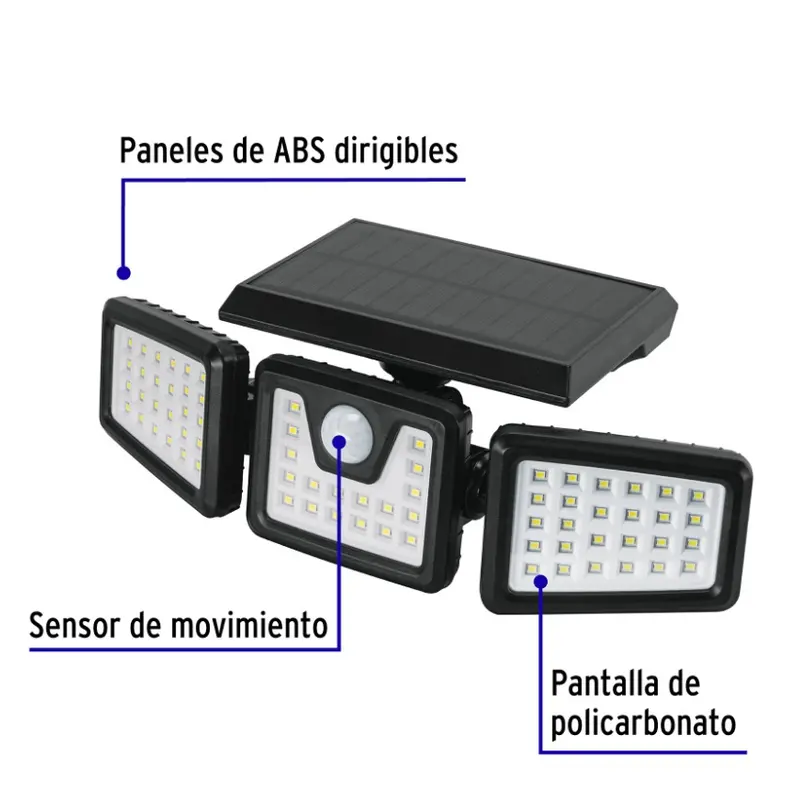 Paneles de ABS dirigibles
Sensor de movimiento
Pantalla de
policarbonato